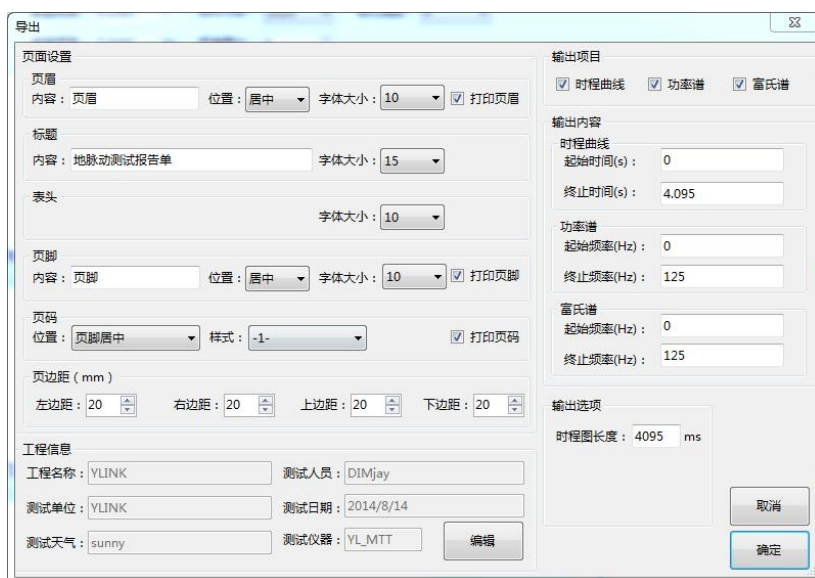 导出
页面设置
页眉
内容： 页眉 位置： 居中 字体大小： 10 打印页眉
标题
内容： 地脉动测试报告单 字体大小： 15
表头
字体大小： 10
页脚
内容： 页脚 位置： 居中 字体大小： 10 打印页脚
页码
位置： 页脚居中 样式： -1- 打印页码
页边距（mm）
左边距： 20 右边距： 20 上边距： 20 下边距： 20
工程信息
工程名称： YLINK 测试人员： DIMjay
测试单位： YLINK 测试日期： 2014/8/14
测试天气： sunny 测试仪器： YL_MTT 编辑
输出项目
时程曲线 功率谱 富氏谱
输出内容
时程曲线
起始时间(s)： 0
终止时间(s)： 4.095
功率谱
起始频率(Hz)： 0
终止频率(Hz)： 125
富氏谱
起始频率(Hz)： 0
终止频率(Hz)： 125
输出选项
时程图长度： 4095 ms
取消
确定